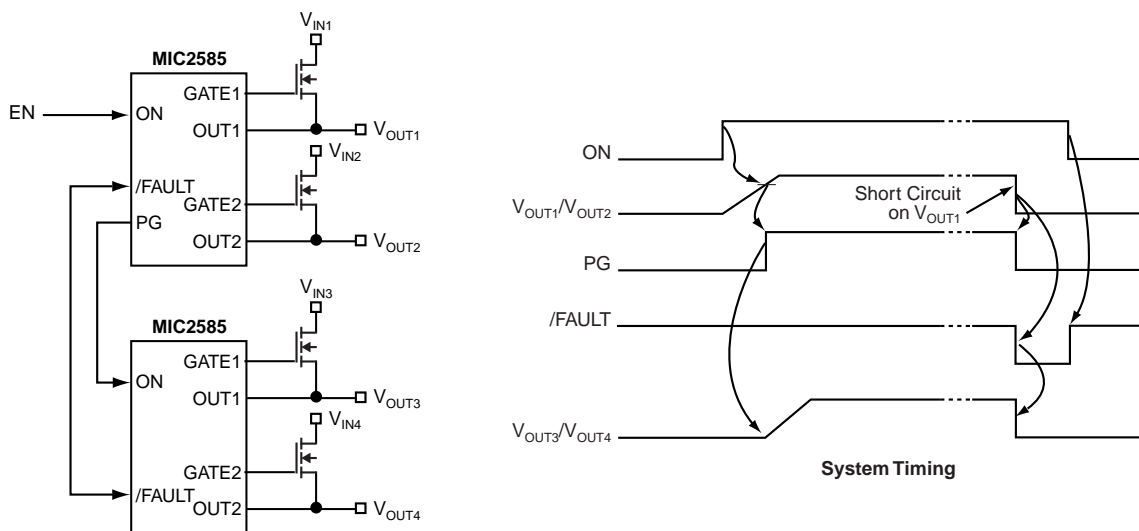 V_IN1
MIC2585
GATE1
EN
ON
OUT1
V_OUT1
V_IN2
/FAULT
GATE2
PG
OUT2
V_OUT2
V_IN3
MIC2585
GATE1
ON
OUT1
V_OUT3
V_IN4
GATE2
/FAULT
OUT2
V_OUT4
ON
V_OUT1/V_OUT2
Short Circuit
on V_OUT1
PG
/FAULT
V_OUT3/V_OUT4
System Timing